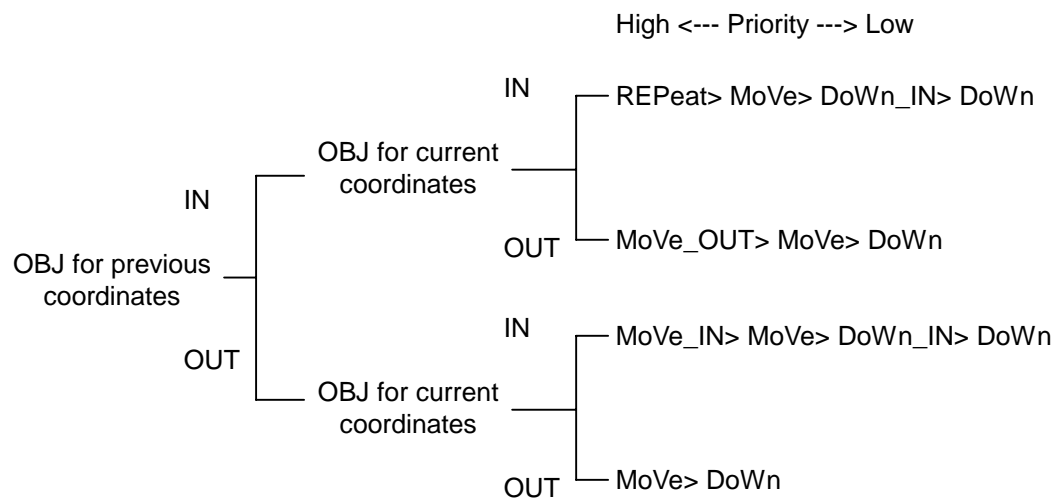 High <--- Priority ---> Low
IN
REPeat> MoVe> DoWn_IN> DoWn
OBJ for current
coordinates
IN
OUT
MoVe_OUT> MoVe> DoWn
OBJ for previous
coordinates
IN
MoVe_IN> MoVe> DoWn_IN> DoWn
OUT
OBJ for current
coordinates
OUT
MoVe> DoWn